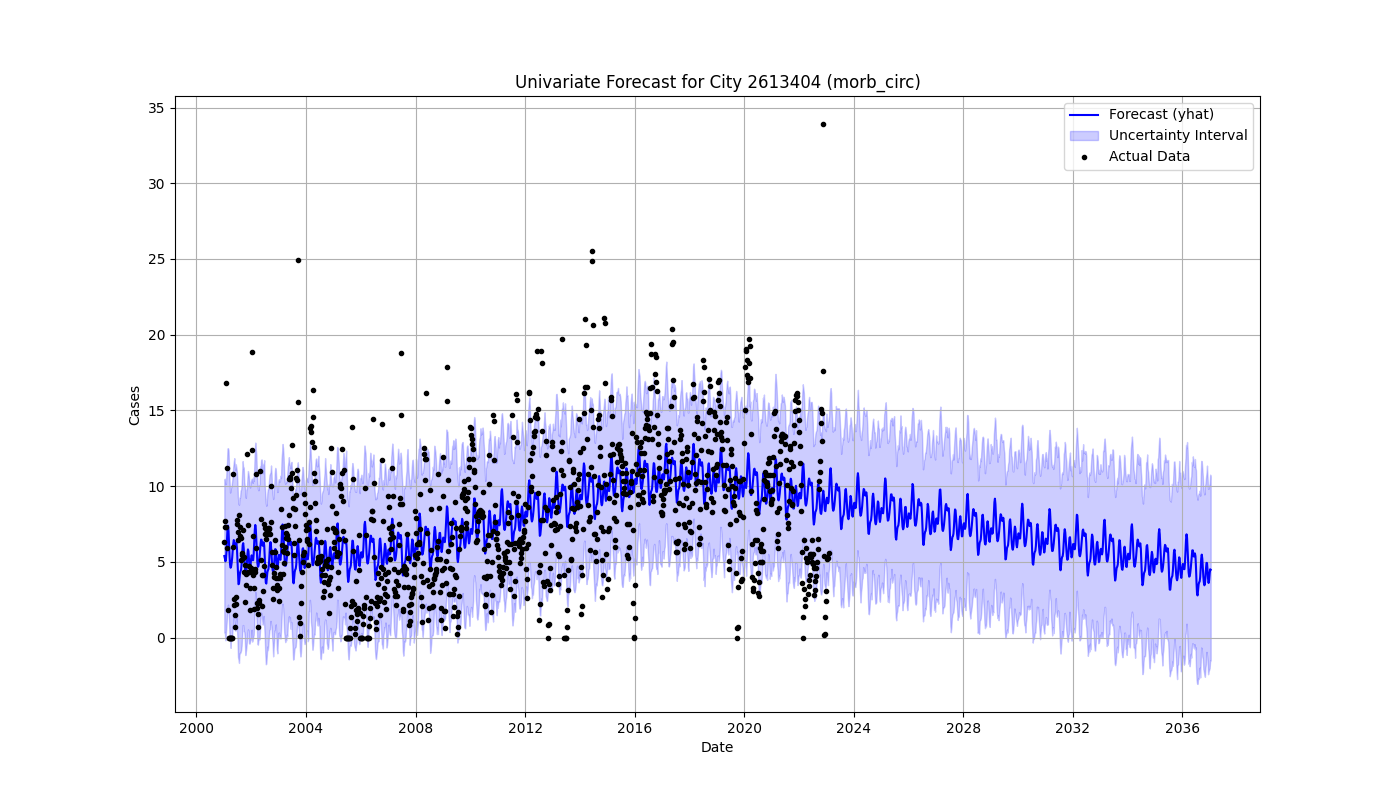 Univariate Forecast for City 2613404 (morb_circ)
Forecast (yhat)
Uncertainty Interval
Actual Data
Cases
35
30
25
20
15
10
5
0
2000 2004 2008 2012 2016 2020 2024 2028 2032 2036
Date